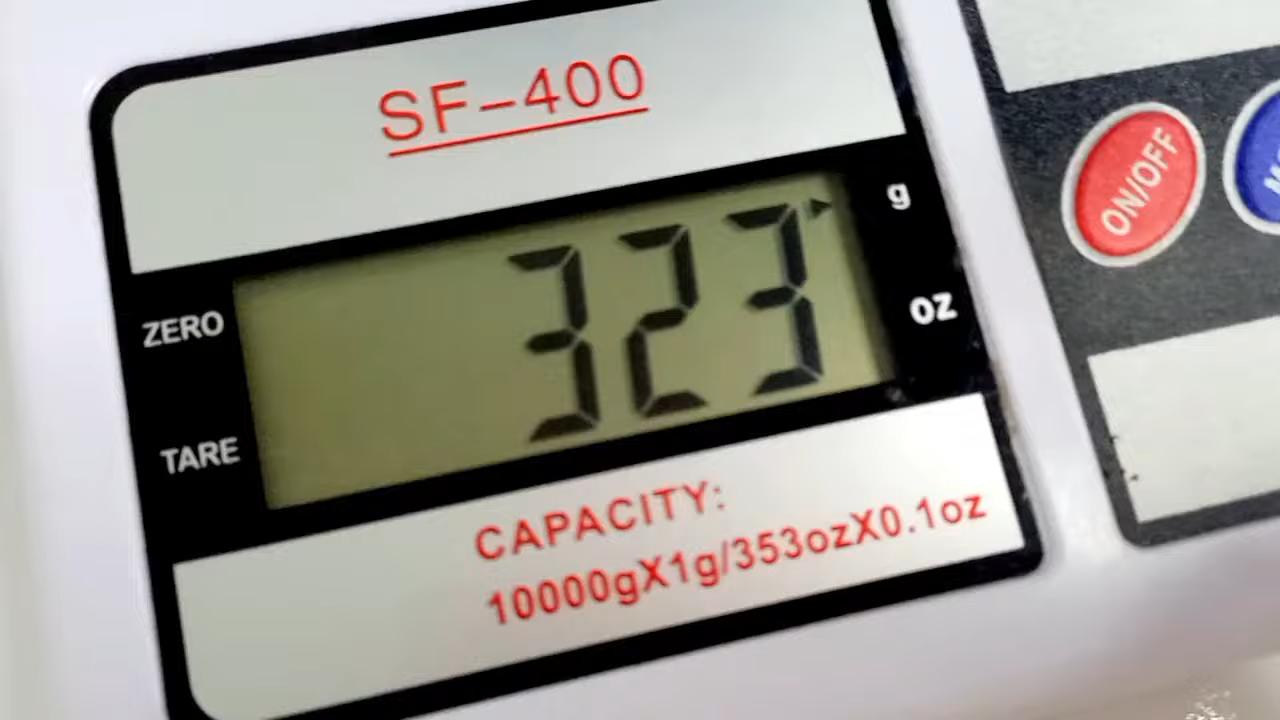 SF-400
ON/OFF
g
323
ZERO
oz
TARE
CAPACITY:
10000gX1g/353ozX0.1oz